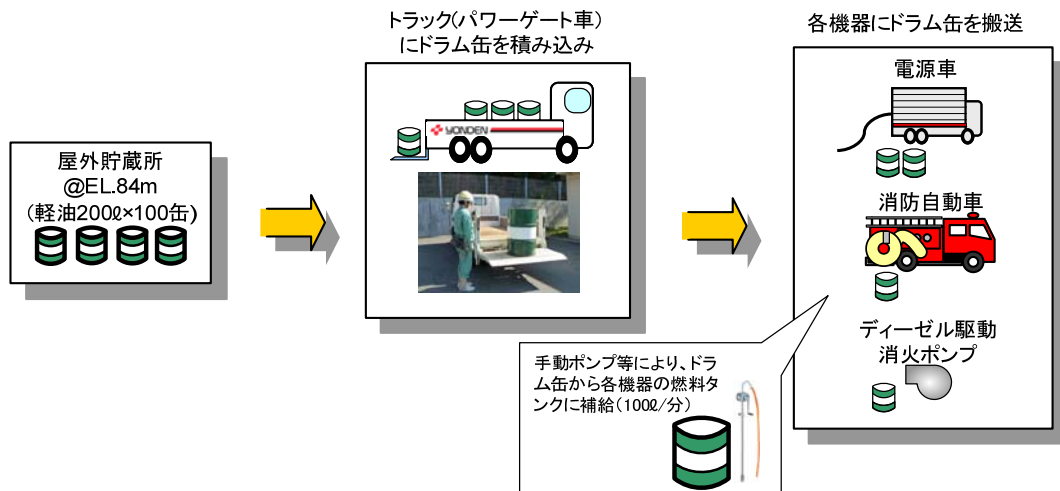 屋外貯蔵所
@EL.84m
(軽油200ℓ×100缶)
トラック(パワーゲート車)
にドラム缶を積み込み
YONDEN
各機器にドラム缶を搬送
電源車
消防自動車
ディーゼル駆動
消火ポンプ
手動ポンプ等により、ドラ
ム缶から各機器の燃料タ
ンクに補給(100ℓ/分)